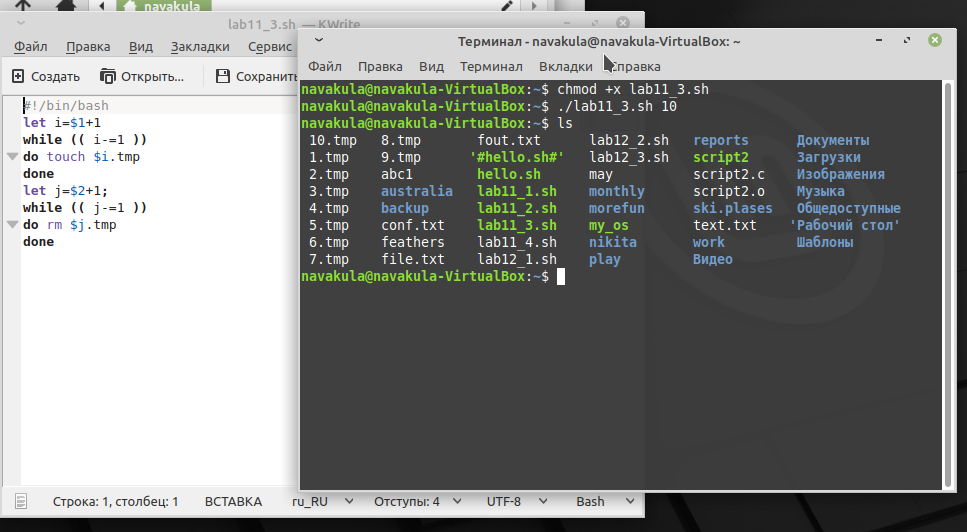 navakula
lab11_3.sh — KWrite
Файл Правка Вид Закладки Сервис
Создать Открыть... Сохранить
#!/bin/bash
let i=$1+1
while (( i-=1 ))
do touch $i.tmp
done
let j=$2+1;
while (( j-=1 ))
do rm $j.tmp
done
Строка: 1, столбец: 1 ВСТАВКА ru_RU Отступы: 4 UTF-8 Bash
Терминал - navakula@navakula-VirtualBox: ~
Файл Правка Вид Терминал Вкладки Справка
navakula@navakula-VirtualBox:~$ chmod +x lab11_3.sh
navakula@navakula-VirtualBox:~$ ./lab11_3.sh 10
navakula@navakula-VirtualBox:~$ ls
10.tmp 8.tmp fout.txt lab12_2.sh reports Документы
1.tmp 9.tmp '#hello.sh#' lab12_3.sh script2 Загрузки
2.tmp abc1 hello.sh may script2.c Изображения
3.tmp australia lab11_1.sh monthly script2.o Музыка
4.tmp backup lab11_2.sh morefun ski.plases Общедоступные
5.tmp conf.txt lab11_3.sh my_os text.txt 'Рабочий стол'
6.tmp feathers lab11_4.sh nikita work Шаблоны
7.tmp file.txt lab12_1.sh play Видео
navakula@navakula-VirtualBox:~$